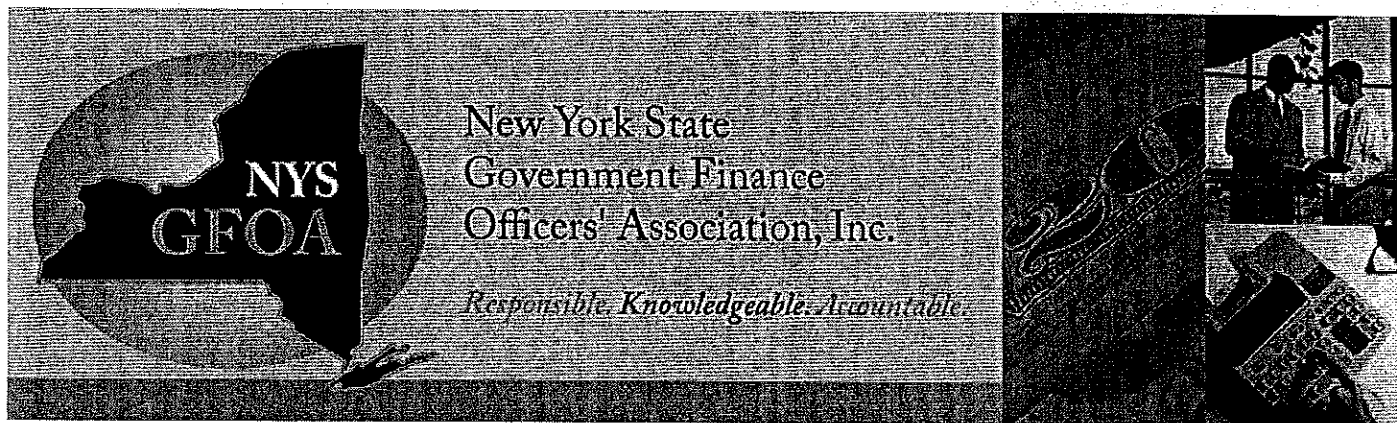 NYS
GFOA
New York State
Government Finance
Officers' Association, Inc.
Responsible. Knowledgeable. Accountable.